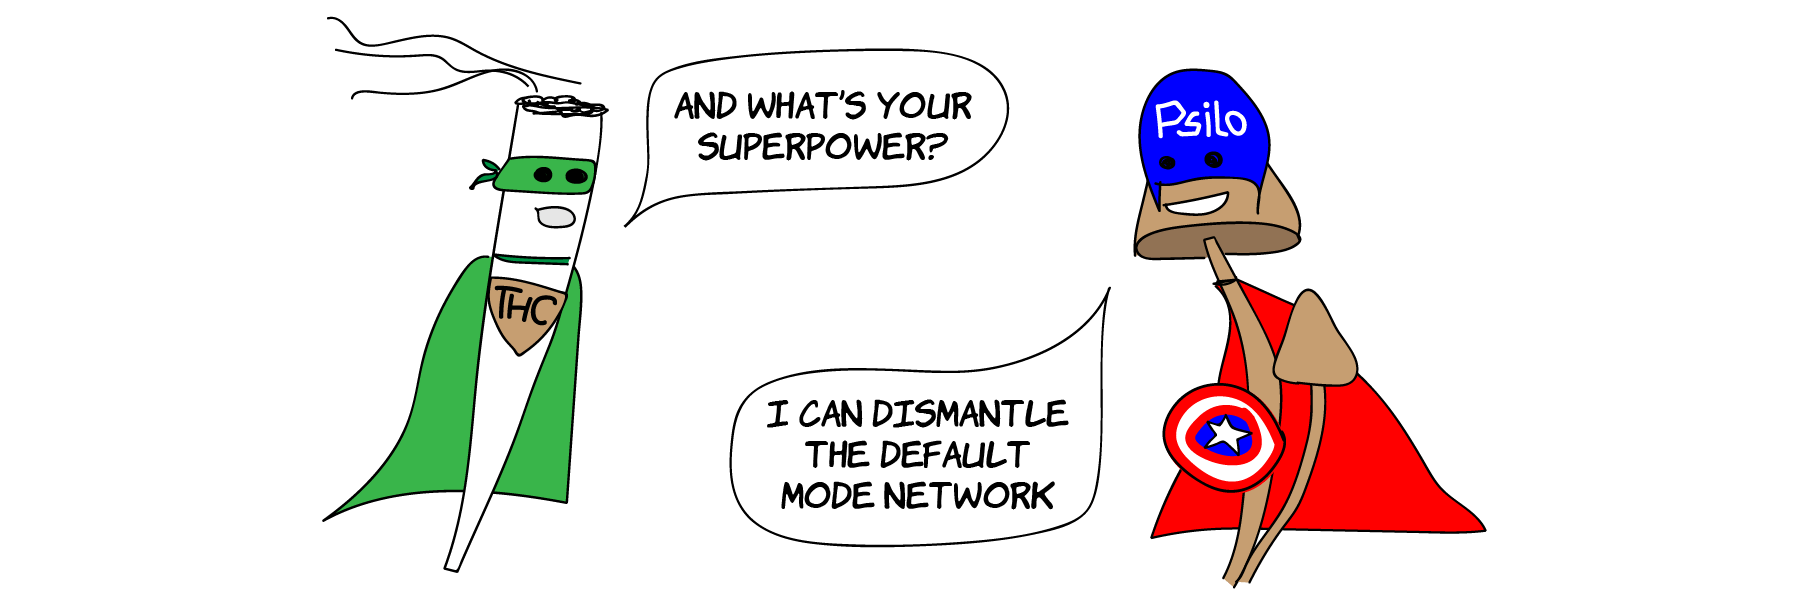 AND WHAT'S YOUR
SUPERPOWER?
THC
Psilo
I CAN DISMANTLE
THE DEFAULT
MODE NETWORK